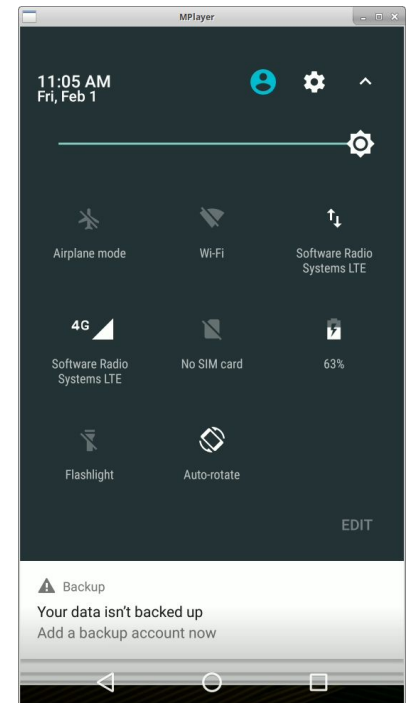 MPlayer
11:05 AM
Fri, Feb 1
Airplane mode
Wi-Fi
Software Radio
Systems LTE
4G
Software Radio
Systems LTE
No SIM card
63%
Flashlight
Auto-rotate
EDIT
Backup
Your data isn't backed up
Add a backup account now